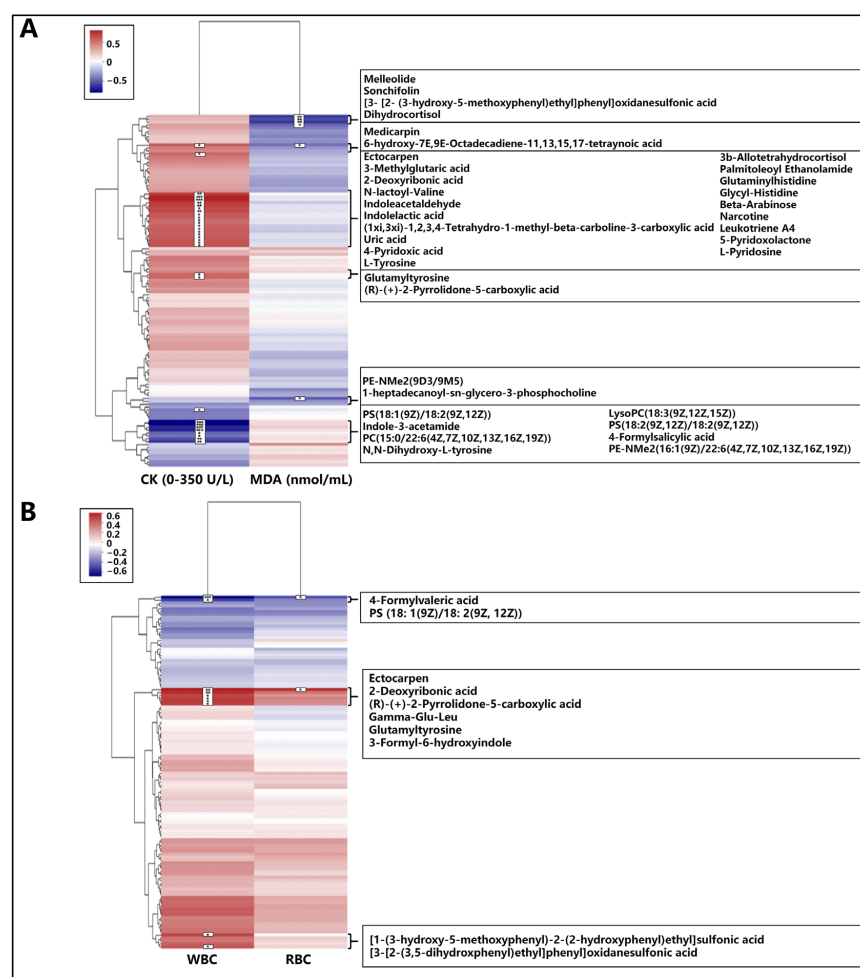 A
0.5
0
−0.5
Melleolide
Sonchifolin
[3- [2- (3-hydroxy-5-methoxyphenyl)ethyl]penyl]oxidanesulfonic acid
Dihydrocortisol
Medicarpin
6-hydroxy-7E,9E-Octadecadiene-11,13,15,17-tetraynoic acid
Ectocarpen
3-Methylglutaric acid
2-Deoxyribonic acid
N-lactoyl-Valine
Indoleacetaldehyde
Indolelactic acid
(1xi,3xi)-1,2,3,4-Tetrahydro-1-methyl-beta-carboline-3-carboxylic acid
Uric acid
4-Pyridoxic acid
L-Tyrosine
3b-Allotetrahydrocortisol
Palmitoleoyl Ethanolamide
Glutaminylhistidine
Glycyl-Histidine
Beta-Arabinose
Narcotine
Leukotriene A4
5-Pyridoxolactone
L-Pyridosine
Glutamyltyrosine
(R)-(+)-2-Pyrrolidone-5-carboxylic acid
PE-NMe2(9D3/9M5)
1-heptadecanoyl-sn-glycero-3-phosphocholine
PS(18:1(9Z)/18:2(9Z,12Z))
Indole-3-acetamide
PC(15:0/22:6(4Z,7Z,10Z,13Z,16Z,19Z))
N,N-Dihydroxy-L-tyrosine
LysoPC(18:3(9Z,12Z,15Z))
PS(18:2(9Z,12Z)/18:2(9Z,12Z))
4-Formylsalicylic acid
PE-NMe2(16:1(9Z)/22:6(4Z,7Z,10Z,13Z,16Z,19Z))
CK (0-350 U/L) MDA (nmol/mL)
B
0.6
0.4
0.2
0
−0.2
−0.4
−0.6
4-Formylvaleric acid
PS (18: 1(9Z)/18: 2(9Z, 12Z))
Ectocarpen
2-Deoxyribonic acid
(R)-(+)-2-Pyrrolidone-5-carboxylic acid
Gamma-Glu-Leu
Glutamyltyrosine
3-Formyl-6-hydroxyindole
[1-(3-hydroxy-5-methoxyphenyl)-2-(2-hydroxyphenyl)ethyl]sulfonic acid
[3-[2-(3,5-dihydroxphenyl)ethyl]phenyl]oxidanesulfonic acid
WBC RBC